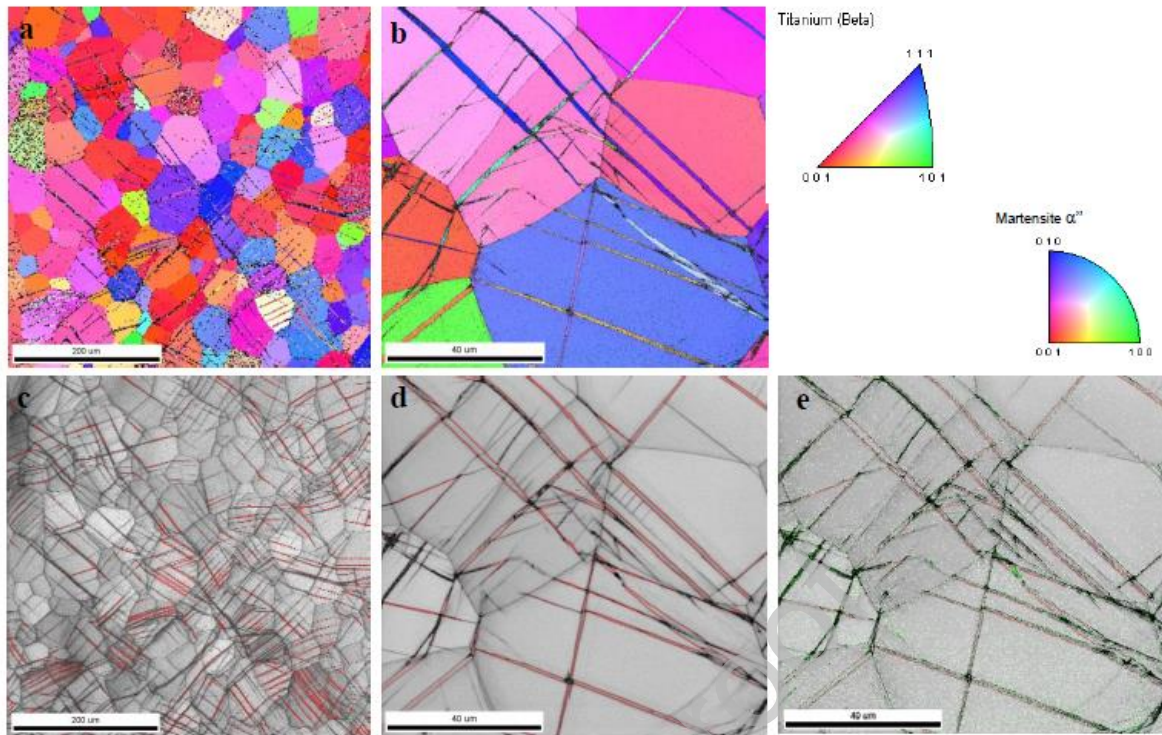 a
b
Titanium (Beta)
1 1 1
0 0 1
1 0 1
Martensite α"
0 1 0
0 0 1
1 0 0
200 um
40 um
c
d
e
200 um
40 um
40 um